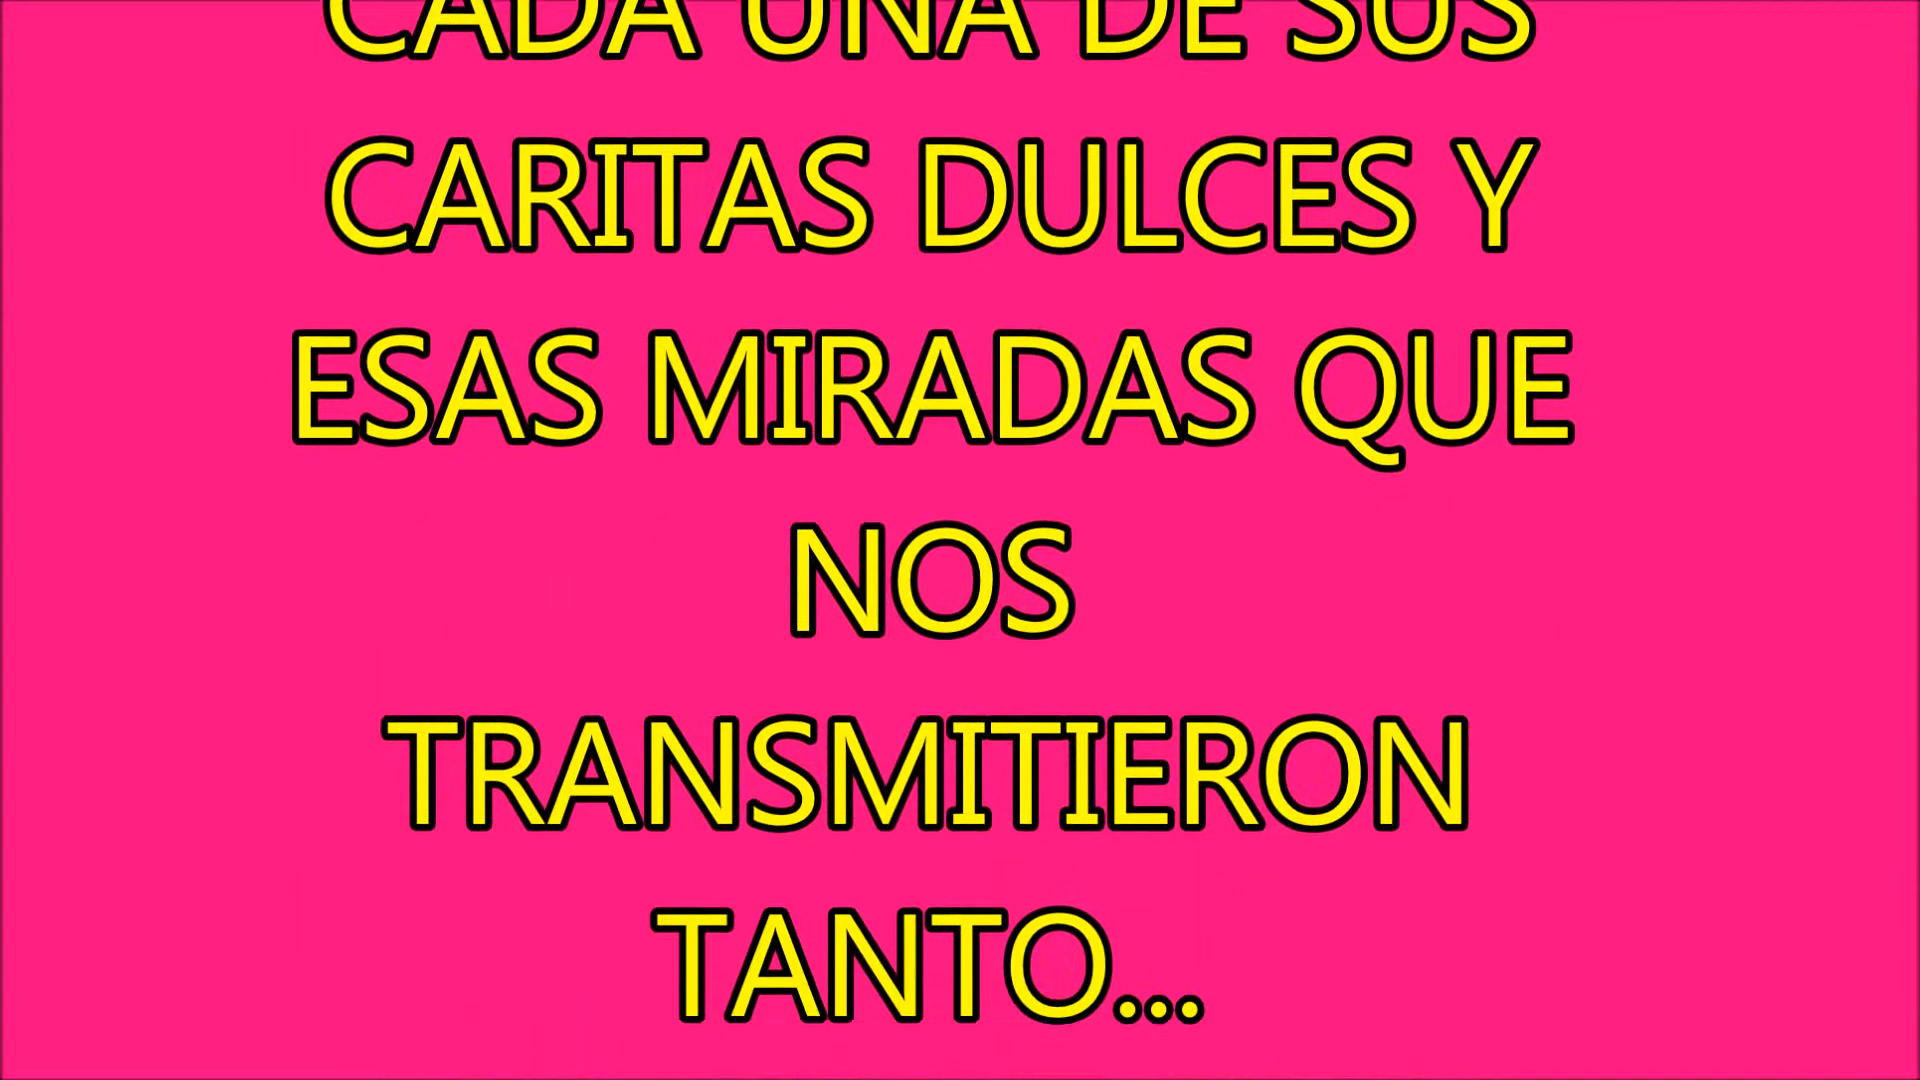 CADA UNA DE SUS
CARITAS DULCES Y
ESAS MIRADAS QUE
NOS
TRANSMITIERON
TANTO...